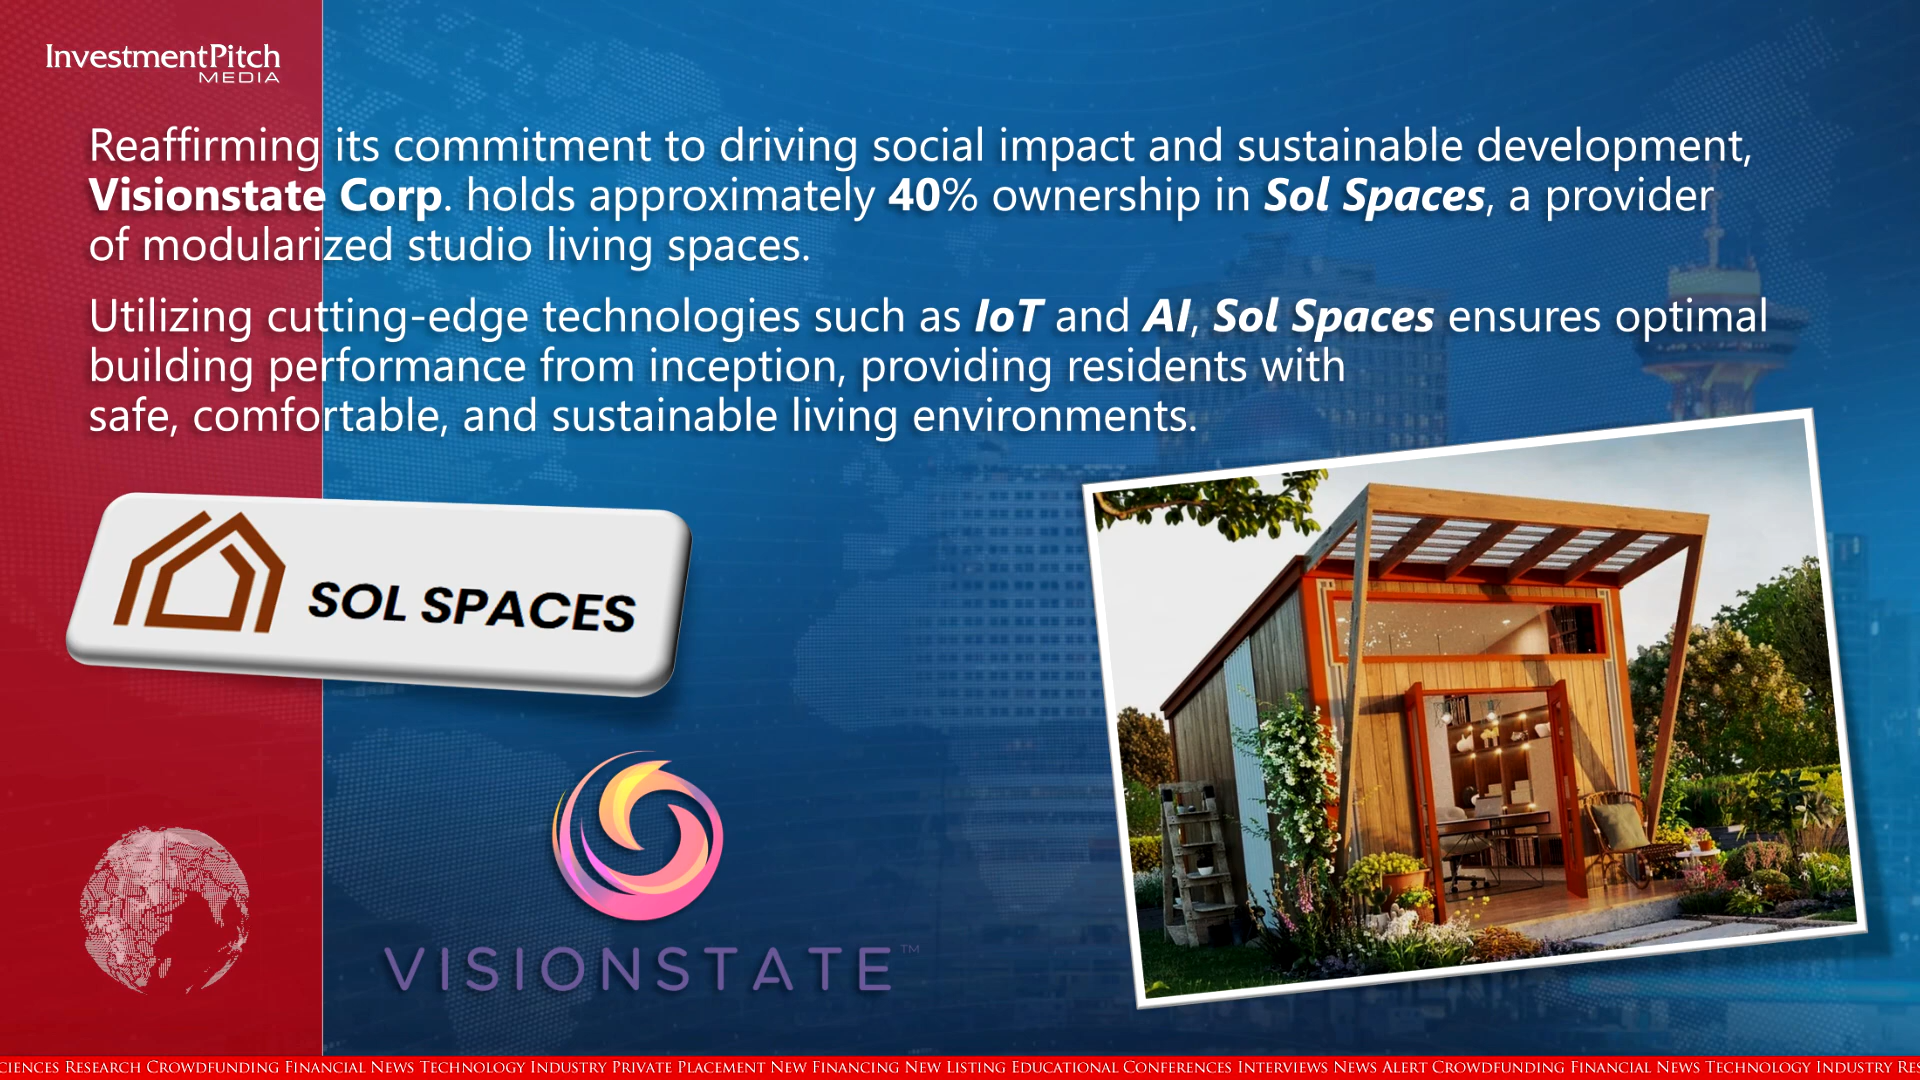 InvestmentPitch
MEDIA
Reaffirming its commitment to driving social impact and sustainable development,
Visionstate Corp. holds approximately 40% ownership in Sol Spaces, a provider
of modularized studio living spaces.
Utilizing cutting-edge technologies such as IoT and AI, Sol Spaces ensures optimal
building performance from inception, providing residents with
safe, comfortable, and sustainable living environments.
SOL SPACES
VISIONSTATE™
CIENCES RESEARCH CROWDFUNDING FINANCIAL NEWS TECHNOLOGY INDUSTRY PRIVATE PLACEMENT NEW FINANCING NEW LISTING EDUCATIONAL CONFERENCES INTERVIEWS NEWS ALERT CROWDFUNDING FINANCIAL NEWS TECHNOLOGY INDUSTRY RES